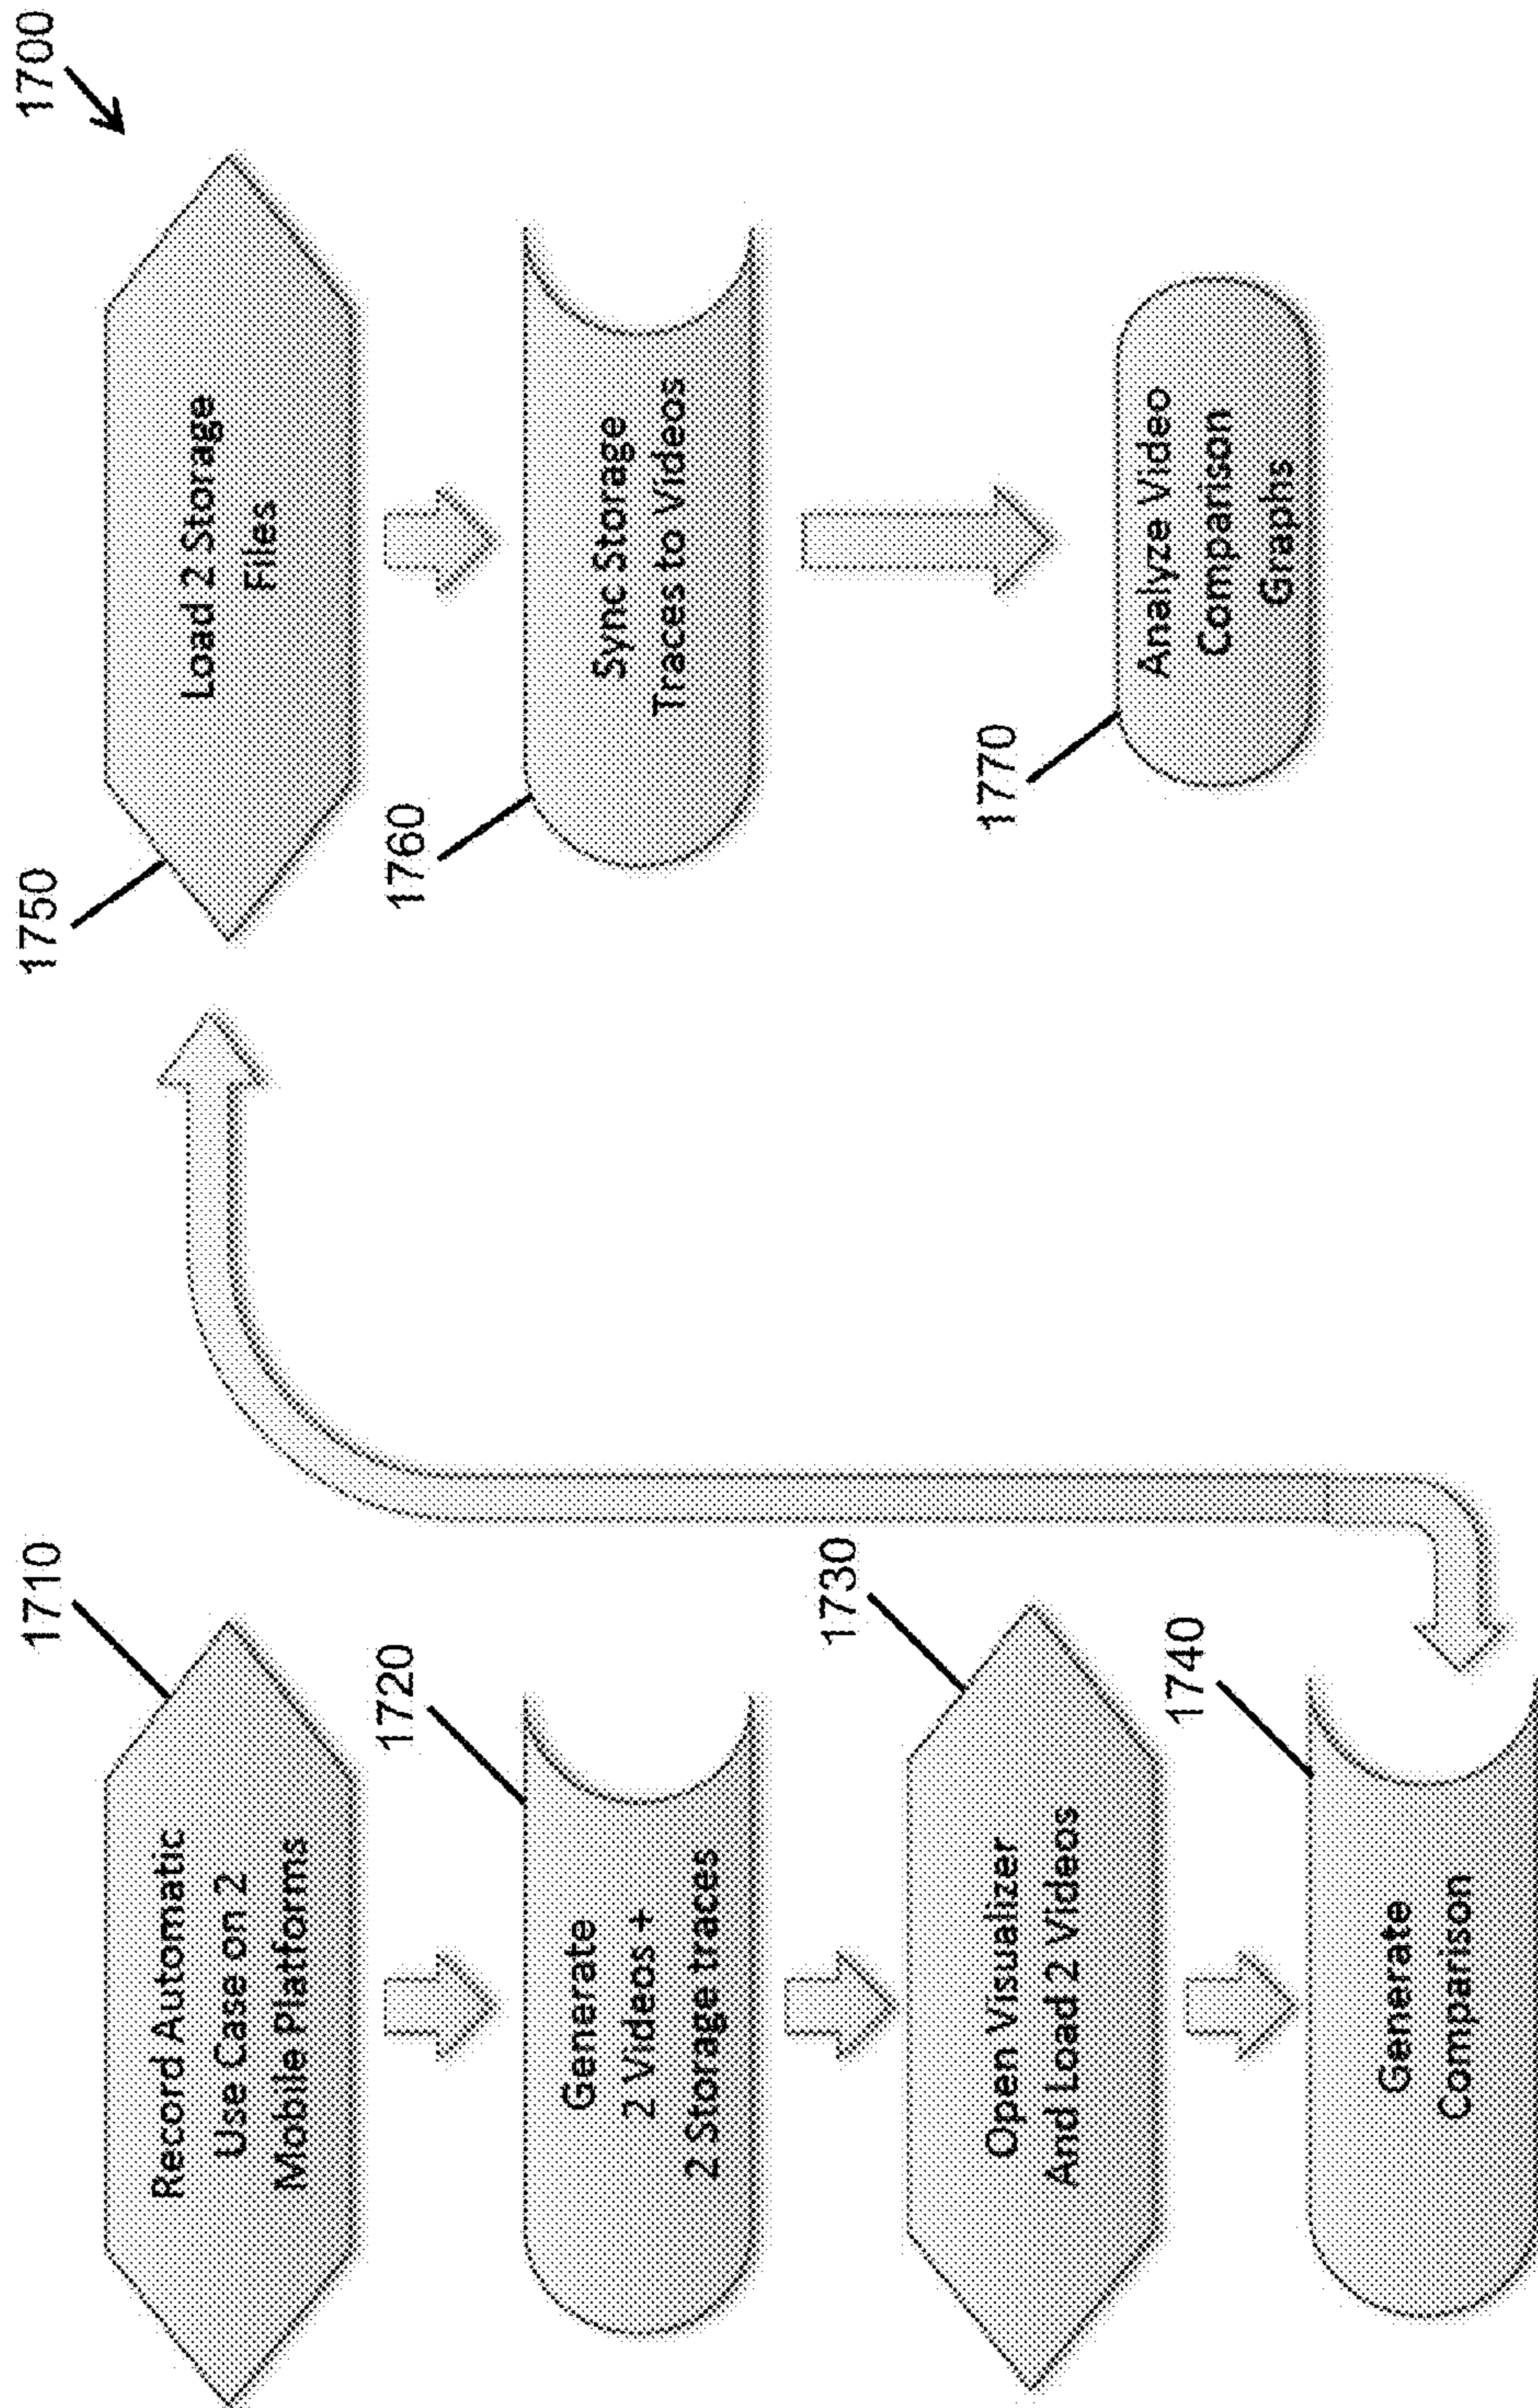 1700
1710
Record Automatic
Use Case on 2
Mobile Platforms
1720
Generate
2 Videos +
2 Storage traces
1730
Open Visualizer
And Load 2 Videos
1740
Generate
Comparison
1750
Load 2 Storage
Files
1760
Sync Storage
Traces to Videos
1770
Analyze Video
Comparison
Graphs